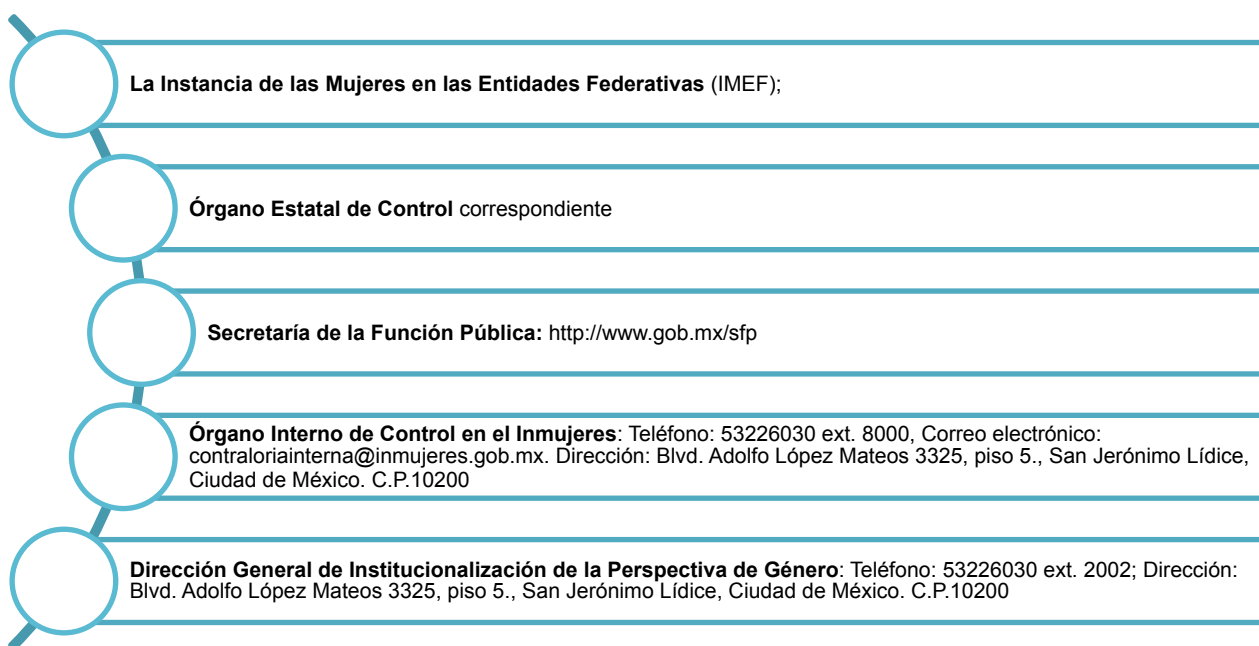 La Instancia de las Mujeres en las Entidades Federativas (IMEF);
Órgano Estatal de Control correspondiente
Secretaría de la Función Pública: http://www.gob.mx/sfp
Órgano Interno de Control en el Inmujeres: Teléfono: 53226030 ext. 8000, Correo electrónico:
contraloriainterna@inmujeres.gob.mx. Dirección: Blvd. Adolfo López Mateos 3325, piso 5., San Jerónimo Lídice,
Ciudad de México. C.P.10200
Dirección General de Institucionalización de la Perspectiva de Género: Teléfono: 53226030 ext. 2002; Dirección:
Blvd. Adolfo López Mateos 3325, piso 5., San Jerónimo Lídice, Ciudad de México. C.P.10200